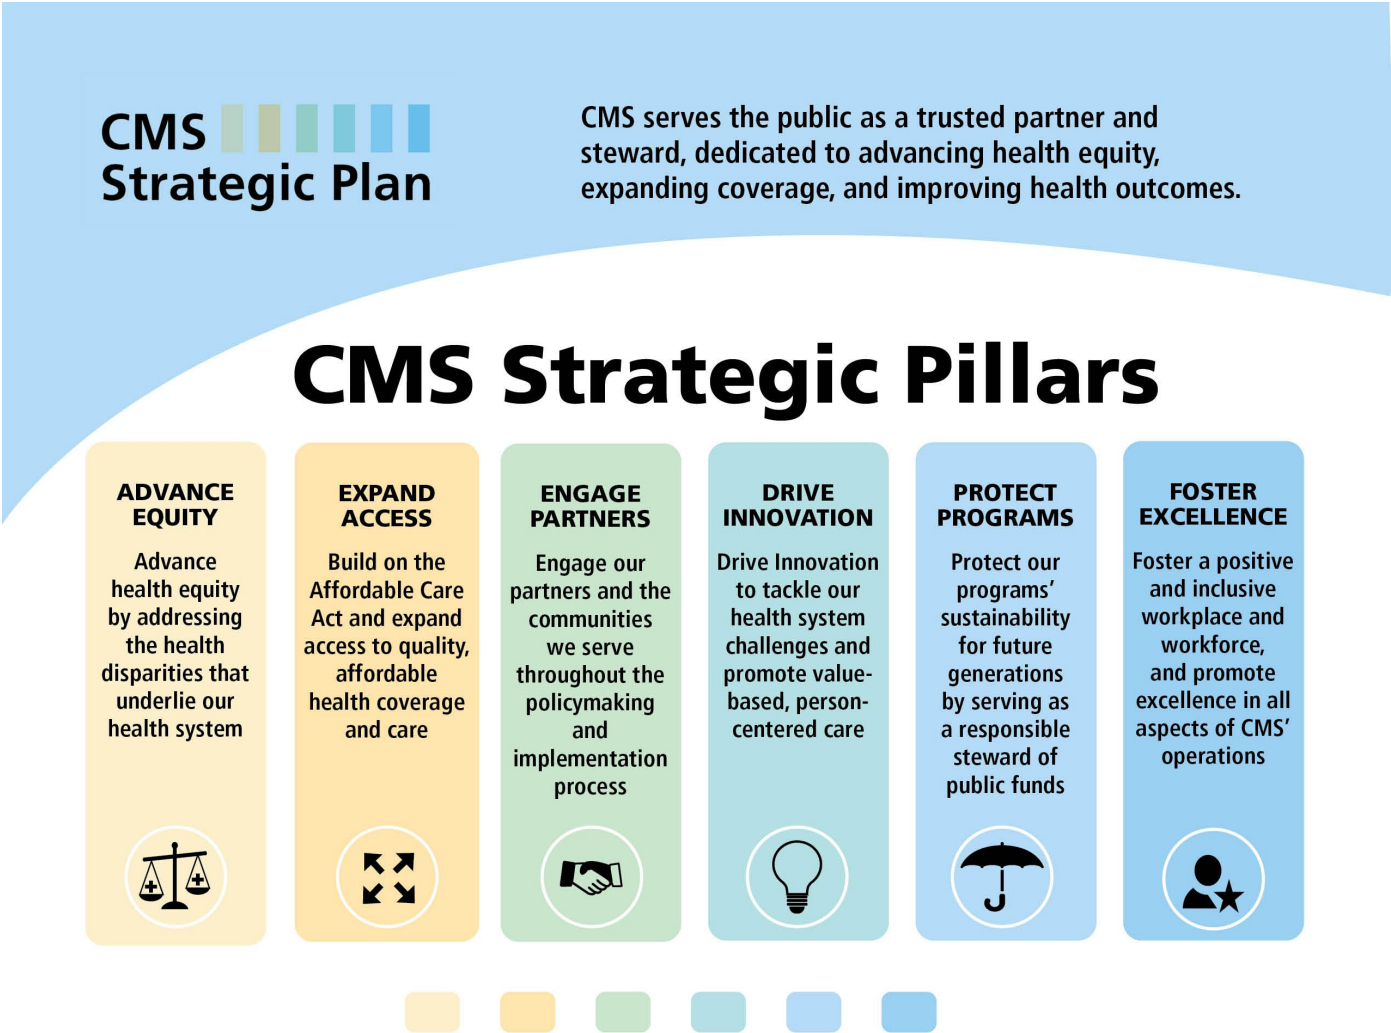 CMS
Strategic Plan
CMS serves the public as a trusted partner and
steward, dedicated to advancing health equity,
expanding coverage, and improving health outcomes.
CMS Strategic Pillars
ADVANCE
EQUITY
Advance
health equity
by addressing
the health
disparities that
underlie our
health system
EXPAND
ACCESS
Build on the
Affordable Care
Act and expand
access to quality,
affordable
health coverage
and care
ENGAGE
PARTNERS
Engage our
partners and the
communities
we serve
throughout the
policymaking
and
implementation
process
DRIVE
INNOVATION
Drive Innovation
to tackle our
health system
challenges and
promote value-
based, person-
centered care
PROTECT
PROGRAMS
Protect our
programs’
sustainability
for future
generations
by serving as
a responsible
steward of
public funds
FOSTER
EXCELLENCE
Foster a positive
and inclusive
workplace and
workforce,
and promote
excellence in all
aspects of CMS’
operations